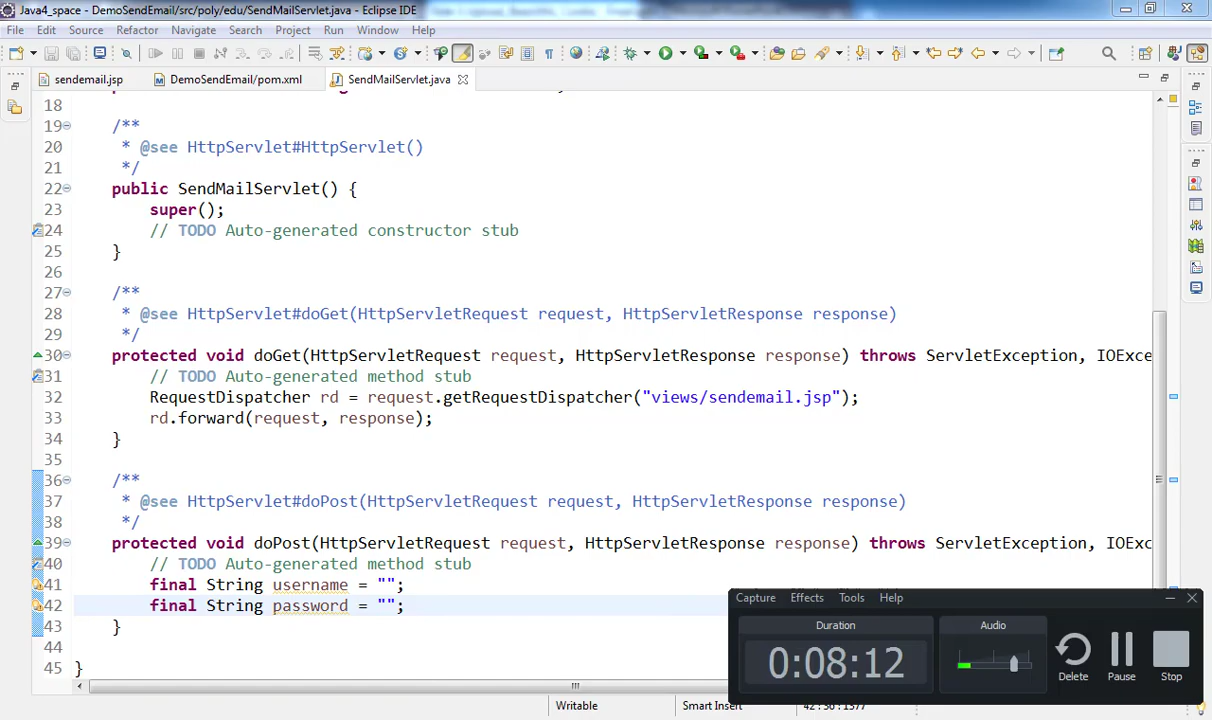 Java4_space - DemoSendEmail/src/poly/edu/SendMailServlet.java - Eclipse IDE
File Edit Source Refactor Navigate Search Project Run Window Help
sendemail.jsp DemoSendEmail/pom.xml SendMailServlet.java
18
19 /**
20 * @see HttpServlet#HttpServlet()
21 */
22 public SendMailServlet() {
23 super();
24 // TODO Auto-generated constructor stub
25 }
26
27 /**
28 * @see HttpServlet#doGet(HttpServletRequest request, HttpServletResponse response)
29 */
30 protected void doGet(HttpServletRequest request, HttpServletResponse response) throws ServletException, IOExce
31 // TODO Auto-generated method stub
32 RequestDispatcher rd = request.getRequestDispatcher("views/sendemail.jsp");
33 rd.forward(request, response);
34 }
35
36 /**
37 * @see HttpServlet#doPost(HttpServletRequest request, HttpServletResponse response)
38 */
39 protected void doPost(HttpServletRequest request, HttpServletResponse response) throws ServletException, IOExc
40 // TODO Auto-generated method stub
41 final String username = "";
42 final String password = "";
43 }
44
45 }
Capture Effects Tools Help
Duration Audio
0:08:12
Delete Pause Stop
Writable Smart Insert